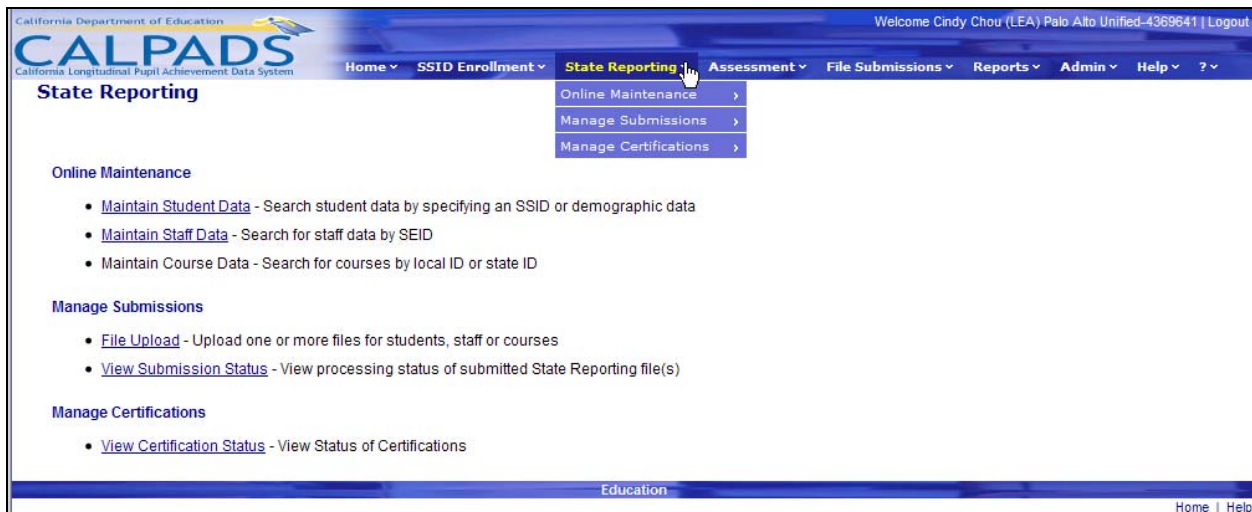 California Department of Education
Welcome Cindy Chou (LEA) Palo Alto Unified-4369641 | Logout
CALPADS
California Longitudinal Pupil Achievement Data System
Home SSID Enrollment State Reporting Assessment File Submissions Reports Admin Help ?
State Reporting
Online Maintenance
Manage Submissions
Manage Certifications
Online Maintenance
• Maintain Student Data - Search student data by specifying an SSID or demographic data
• Maintain Staff Data - Search for staff data by SEID
• Maintain Course Data - Search for courses by local ID or state ID
Manage Submissions
• File Upload - Upload one or more files for students, staff or courses
• View Submission Status - View processing status of submitted State Reporting file(s)
Manage Certifications
• View Certification Status - View Status of Certifications
Education
Home | Help